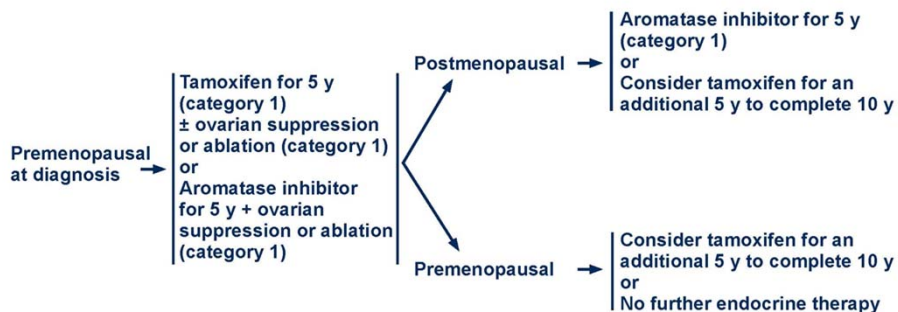 Premenopausal
at diagnosis
Tamoxifen for 5 y
(category 1)
± ovarian suppression
or ablation (category 1)
or
Aromatase inhibitor
for 5 y + ovarian
suppression or ablation
(category 1)
Postmenopausal
Aromatase inhibitor for 5 y
(category 1)
or
Consider tamoxifen for an
additional 5 y to complete 10 y
Premenopausal
Consider tamoxifen for an
additional 5 y to complete 10 y
or
No further endocrine therapy